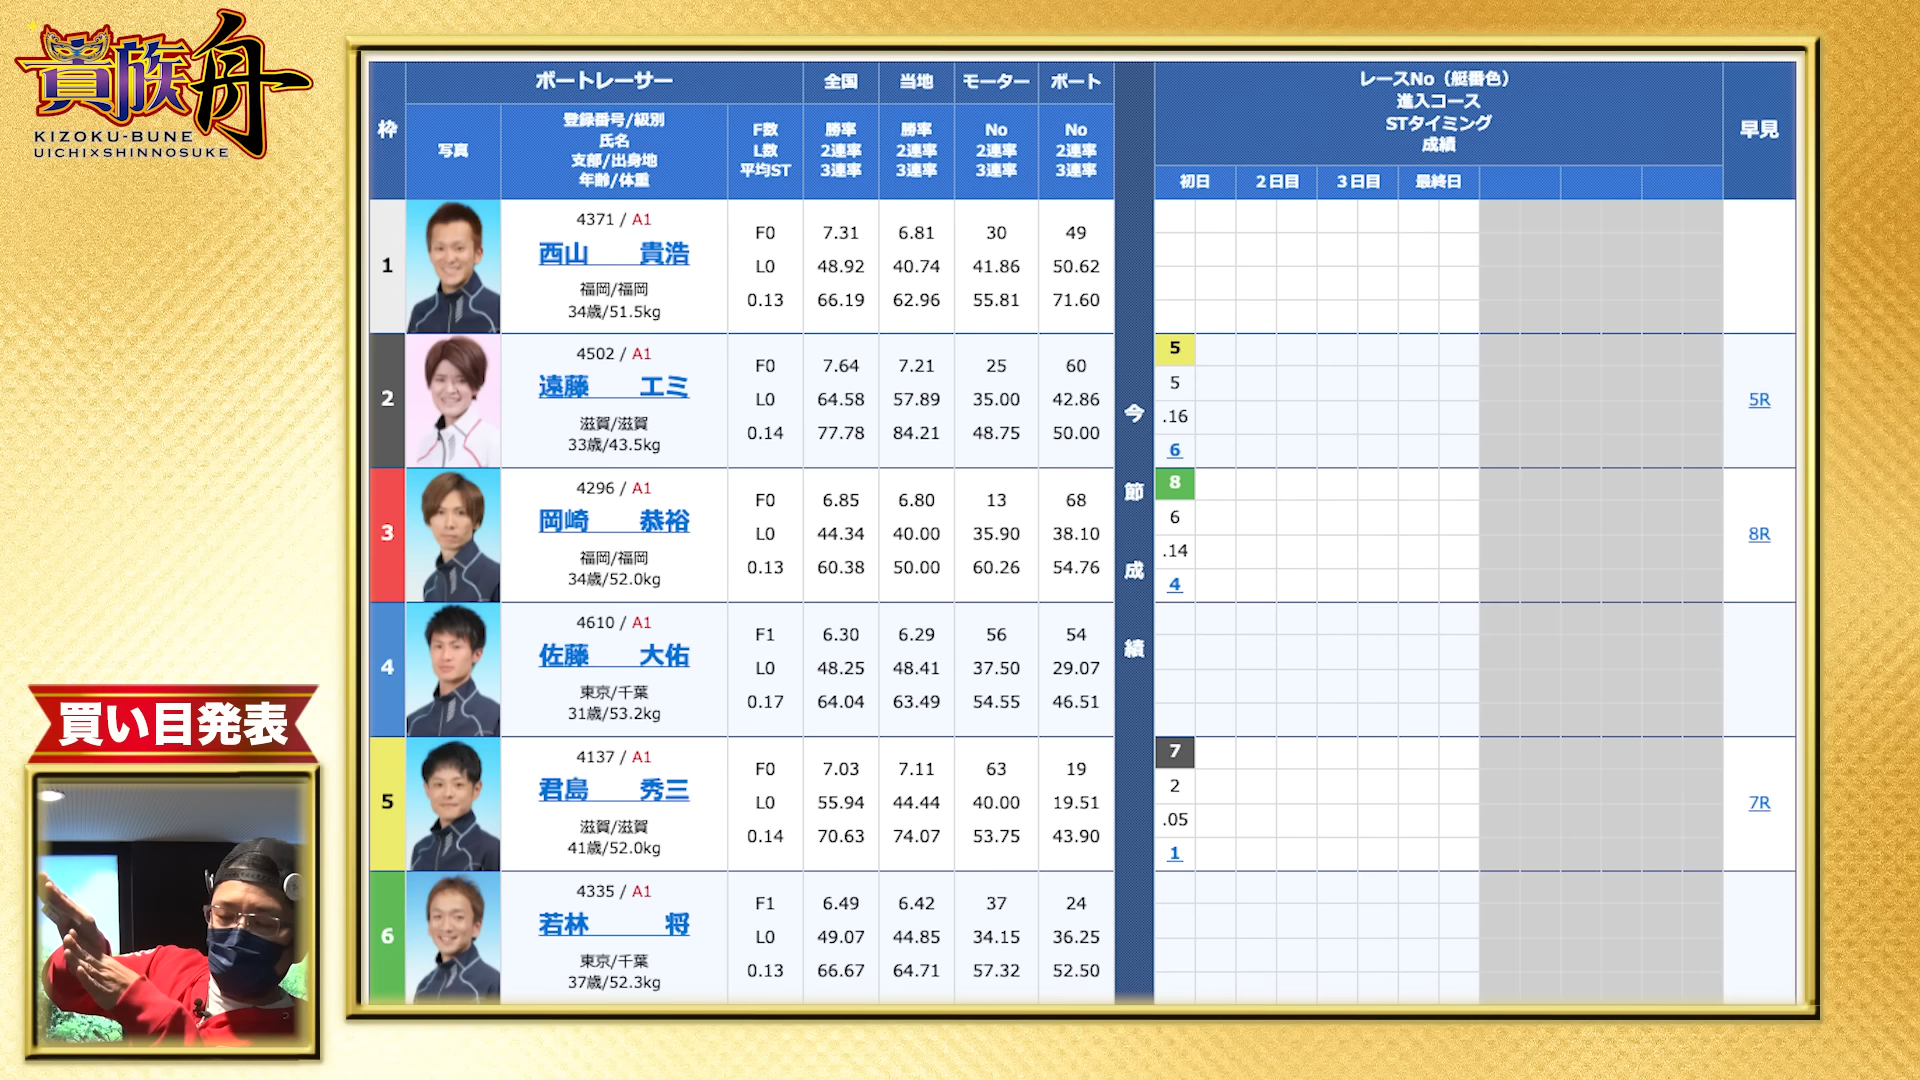 貴族舟
KIZOKU-BUNE
UICHI×SHINNOSUKE
買い目発表
枠
ボートレーサー
全国
当地
モーター
ボート
レースNo（艇番色）
進入コース
STタイミング
成績
早見
写真
登録番号/級別
氏名
支部/出身地
年齢/体重
F数
L数
平均ST
勝率
2連率
3連率
勝率
2連率
3連率
No
2連率
3連率
No
2連率
3連率
初日
２日目
３日目
最終日
今節成績
1
4371 / A1
西山 貴浩
福岡/福岡
34歳/51.5kg
F0 7.31 6.81 30 49
L0 48.92 40.74 41.86 50.62
0.13 66.19 62.96 55.81 71.60
2
4502 / A1
遠藤 エミ
滋賀/滋賀
33歳/43.5kg
F0 7.64 7.21 25 60
L0 64.58 57.89 35.00 42.86
0.14 77.78 84.21 48.75 50.00
5
5
.16
6
5R
3
4296 / A1
岡崎 恭裕
福岡/福岡
34歳/52.0kg
F0 6.85 6.80 13 68
L0 44.34 40.00 35.90 38.10
0.13 60.38 50.00 60.26 54.76
8
6
.14
4
8R
4
4610 / A1
佐藤 大佑
東京/千葉
31歳/53.2kg
F1 6.30 6.29 56 54
L0 48.25 48.41 37.50 29.07
0.17 64.04 63.49 54.55 46.51
5
4137 / A1
君島 秀三
滋賀/滋賀
41歳/52.0kg
F0 7.03 7.11 63 19
L0 55.94 44.44 40.00 19.51
0.14 70.63 74.07 53.75 43.90
7
2
.05
1
7R
6
4335 / A1
若林 将
東京/千葉
37歳/52.3kg
F1 6.49 6.42 37 24
L0 49.07 44.85 34.15 36.25
0.13 66.67 64.71 57.32 52.50